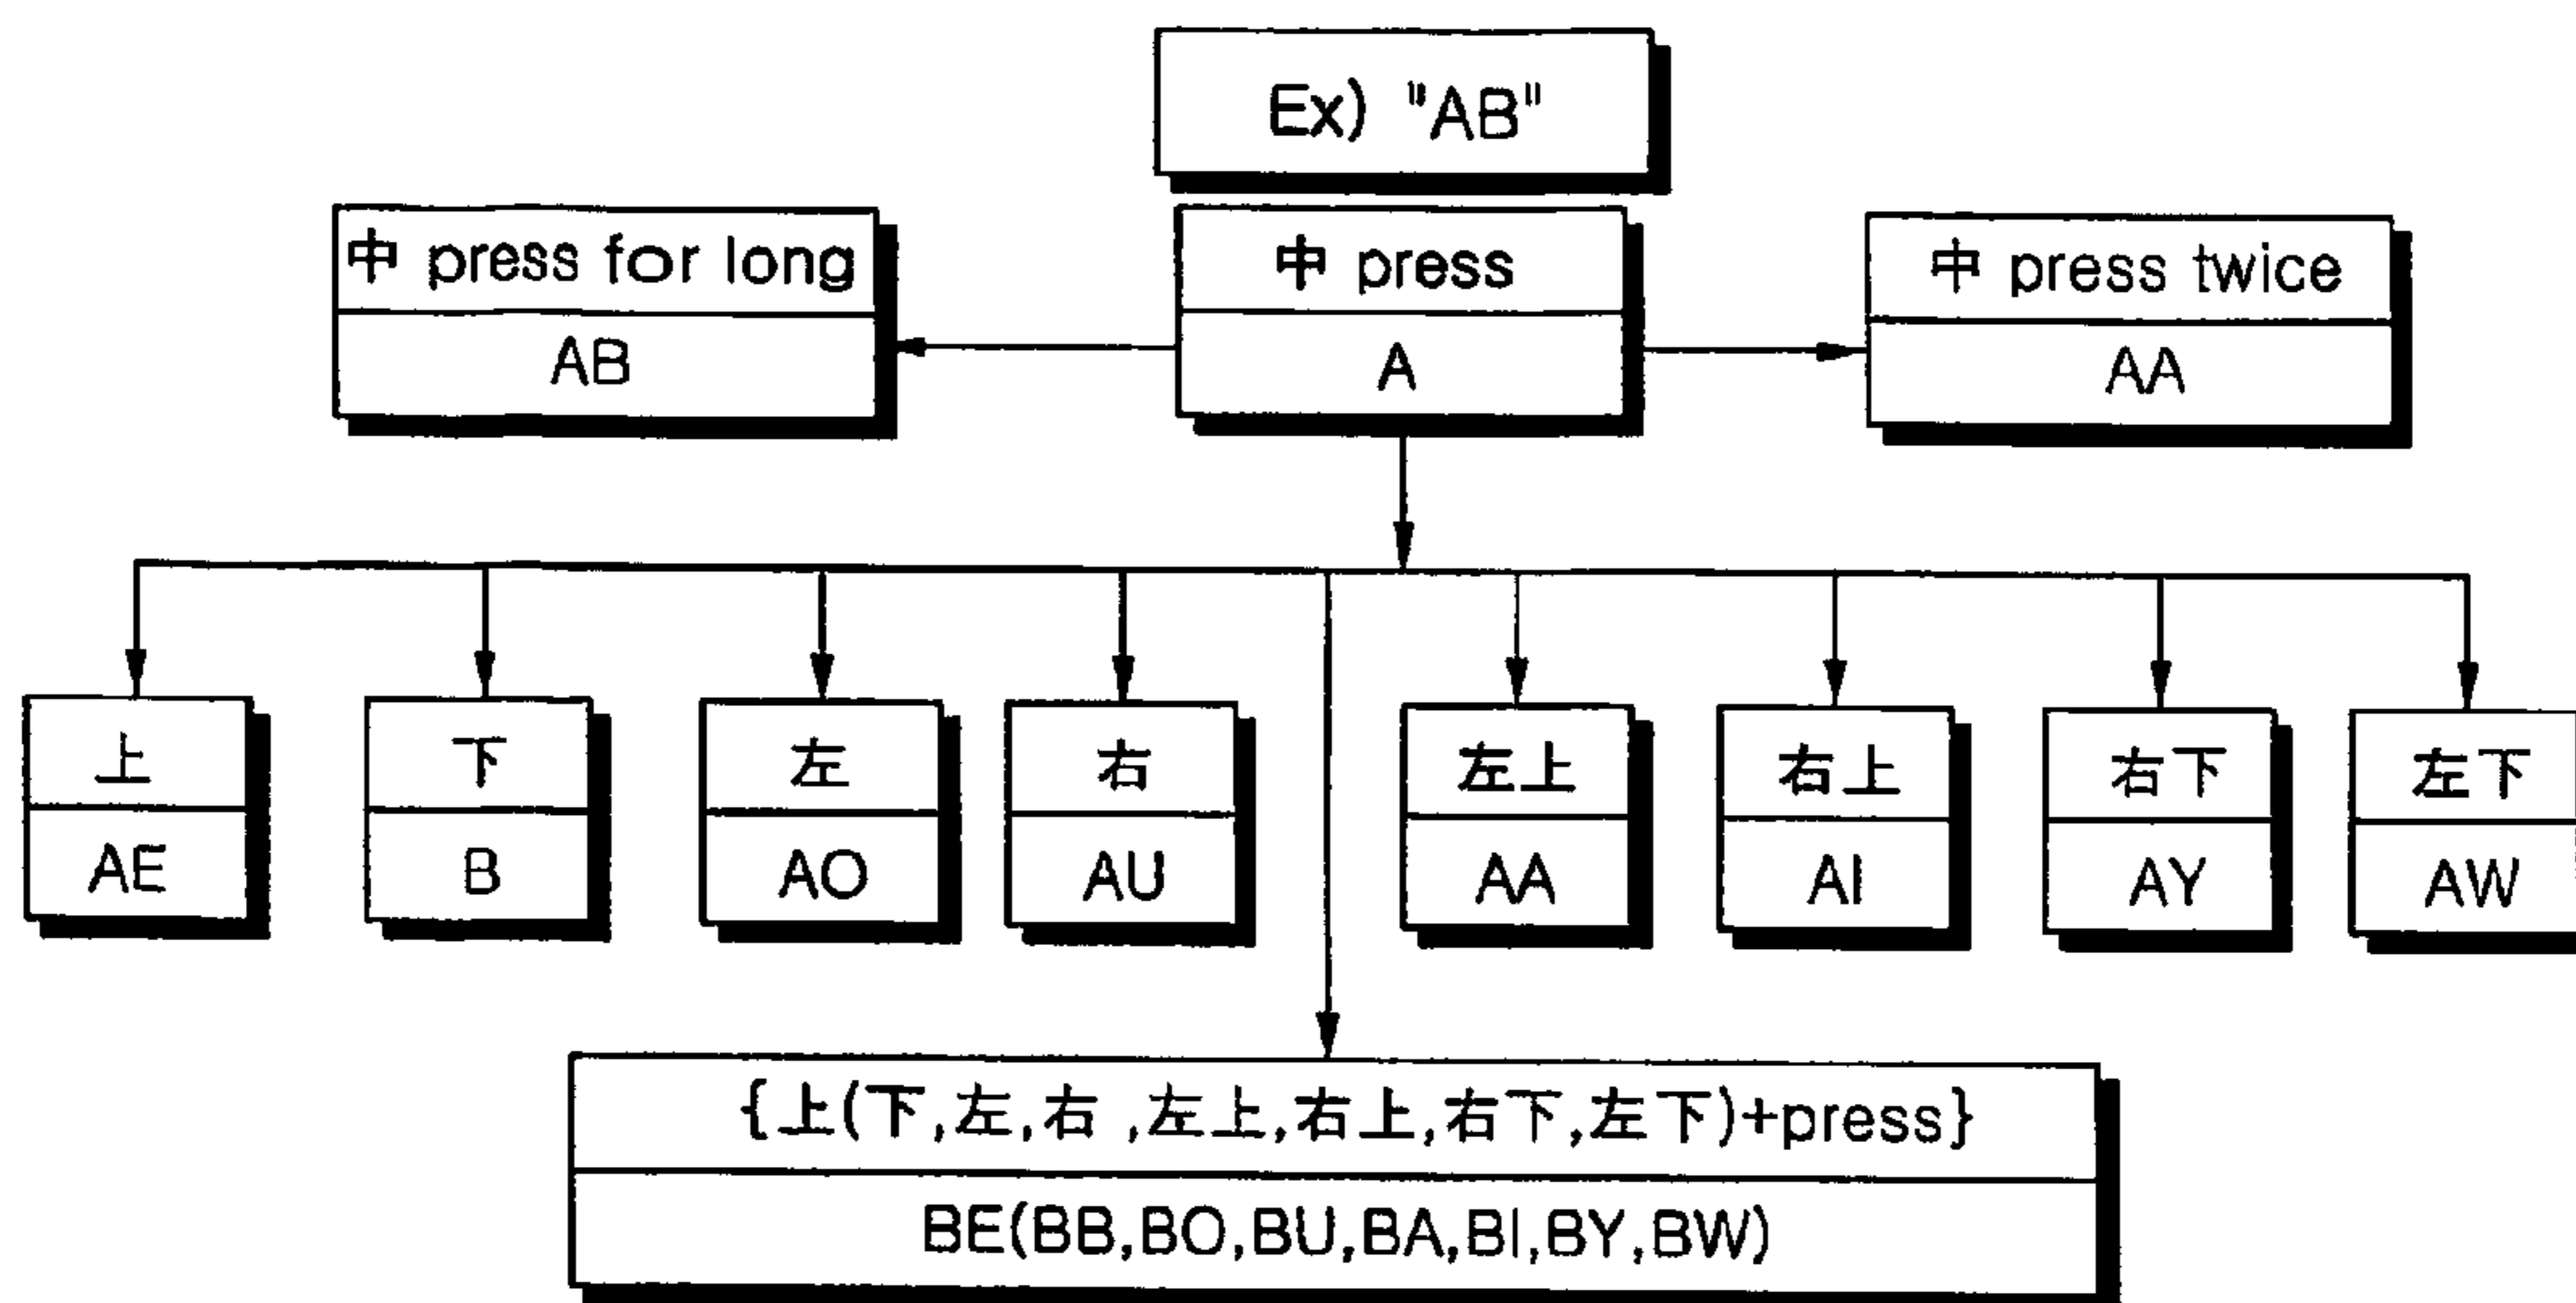 Ex) "AB"
中 press for long
AB
中 press
A
中 press twice
AA
上
AE
下
B
左
AO
右
AU
左上
AA
右上
AI
右下
AY
左下
AW
{上(下,左,右,左上,右上,右下,左下)+press}
BE(BB,BO,BU,BA,BI,BY,BW)